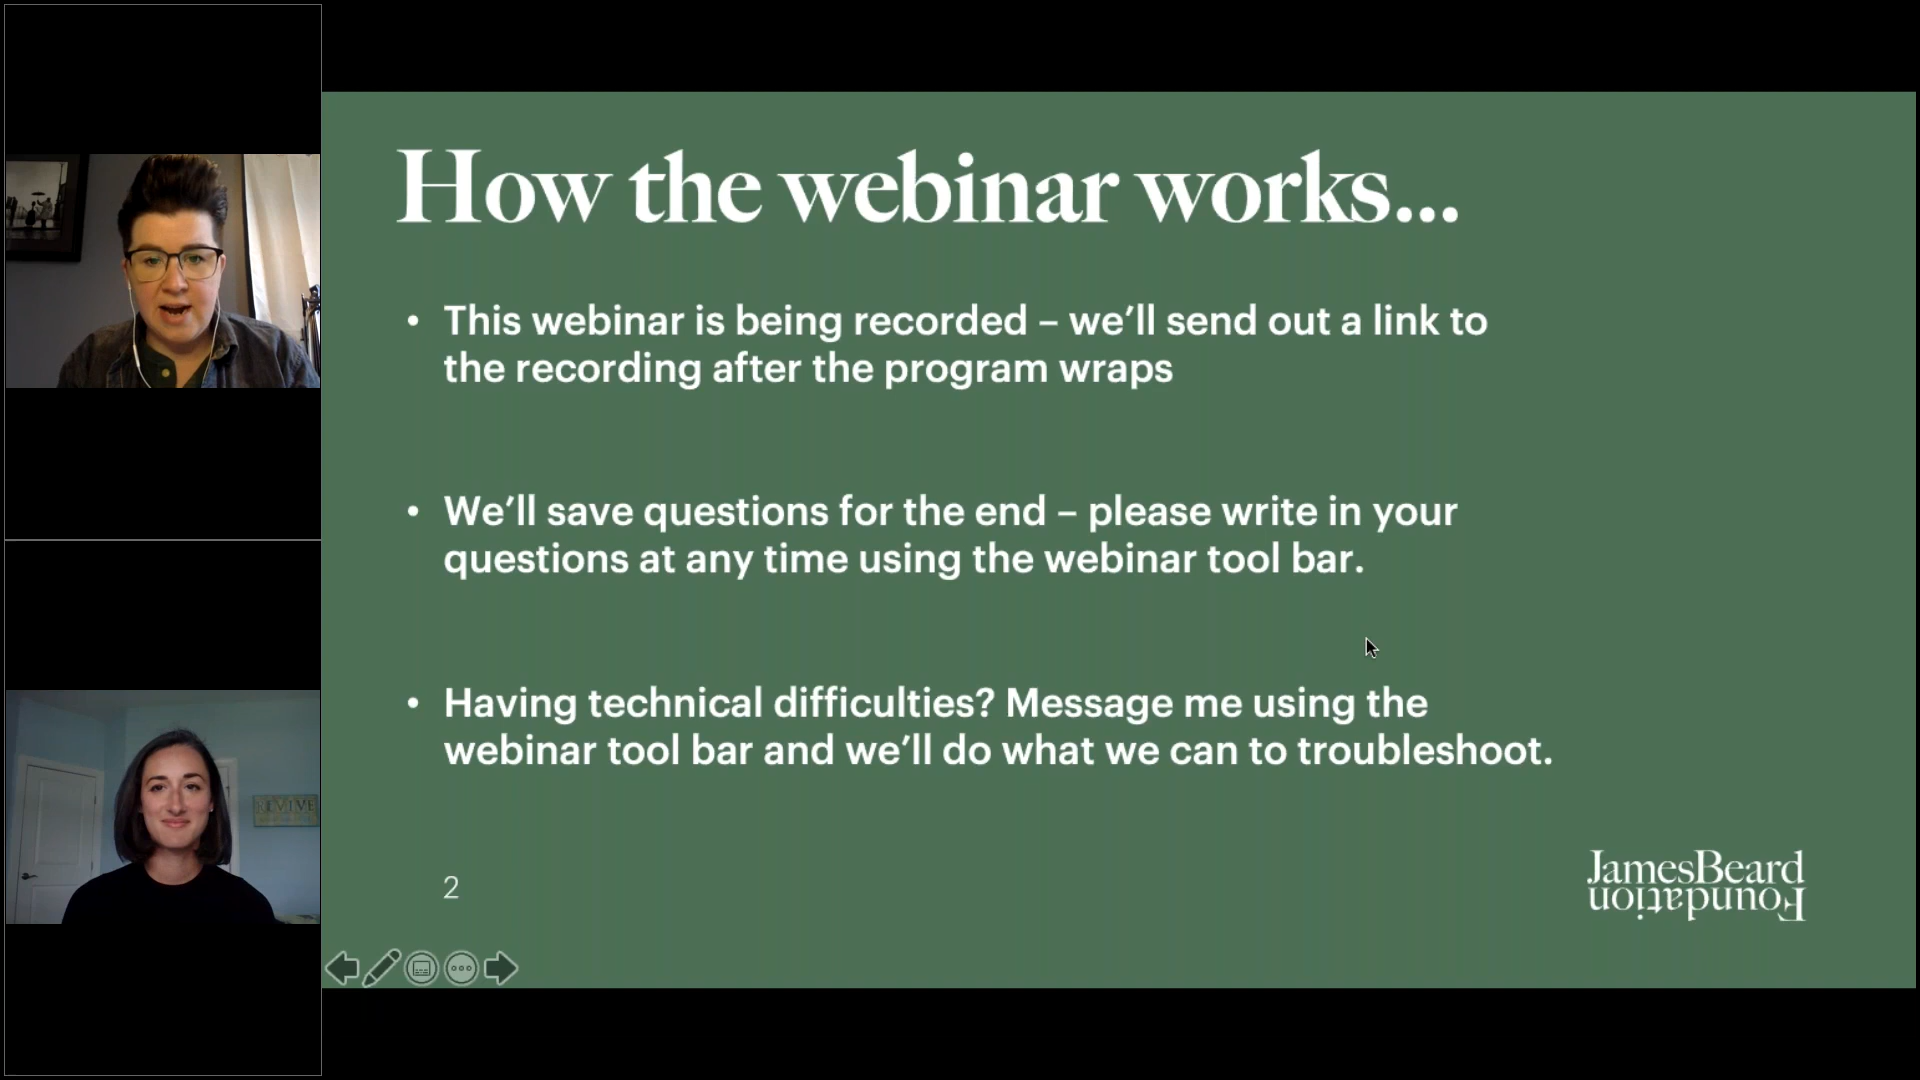 How the webinar works...
• This webinar is being recorded – we'll send out a link to
the recording after the program wraps
• We'll save questions for the end – please write in your
questions at any time using the webinar tool bar.
• Having technical difficulties? Message me using the
webinar tool bar and we'll do what we can to troubleshoot.
2
JamesBeard
Foundation
REVIVE